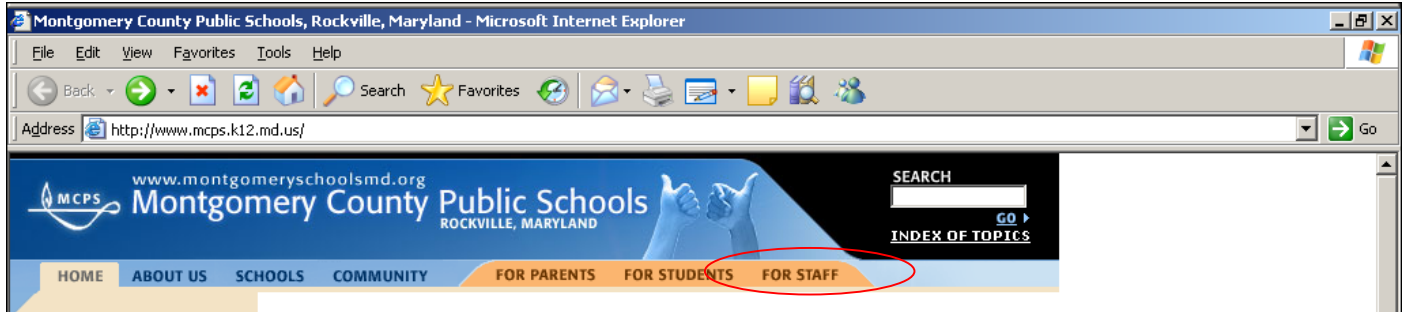 Montgomery County Public Schools, Rockville, Maryland - Microsoft Internet Explorer
File Edit View Favorites Tools Help
Back Search Favorites
Address http://www.mcps.k12.md.us/ Go
www.montgomeryschoolsmd.org
MCPS Montgomery County Public Schools
ROCKVILLE, MARYLAND
SEARCH
GO
INDEX OF TOPICS
HOME ABOUT US SCHOOLS COMMUNITY FOR PARENTS FOR STUDENTS FOR STAFF